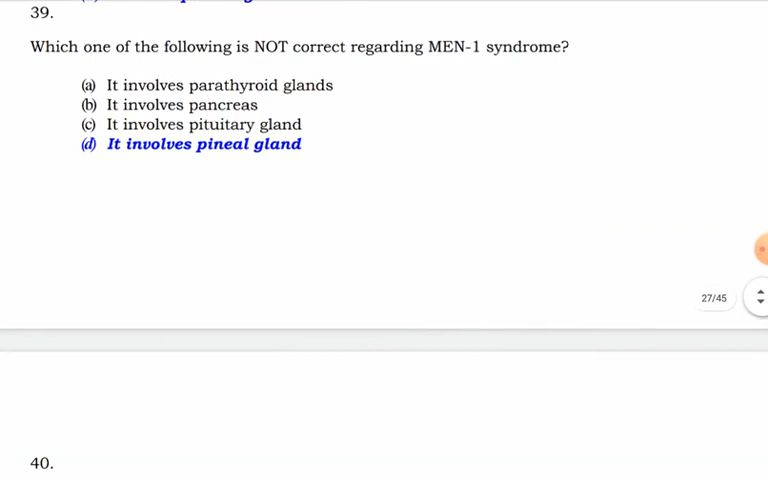 39.
Which one of the following is NOT correct regarding MEN-1 syndrome?
(a) It involves parathyroid glands
(b) It involves pancreas
(c) It involves pituitary gland
(d) It involves pineal gland
27/45
40.